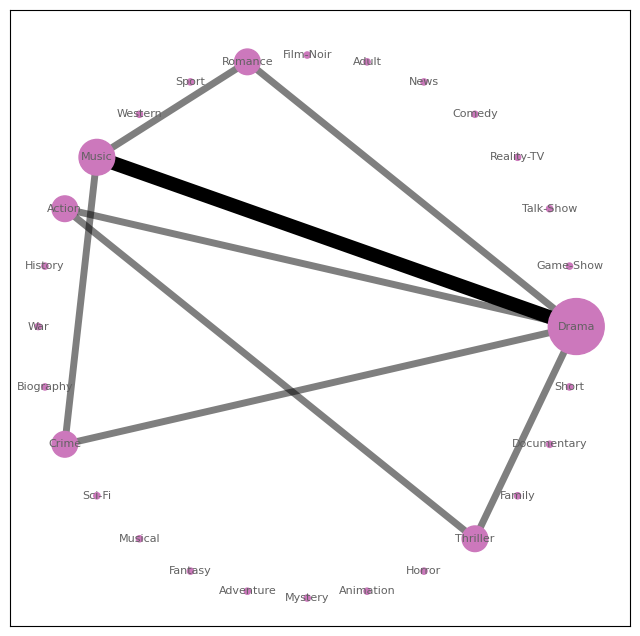 Film-Noir
Romance
Adult
Sport
News
Western
Comedy
Music
Reality-TV
Action
Talk-Show
History
Game-Show
War
Drama
Biography
Short
Crime
Documentary
Sci-Fi
Family
Musical
Thriller
Fantasy
Horror
Adventure
Animation
Mystery